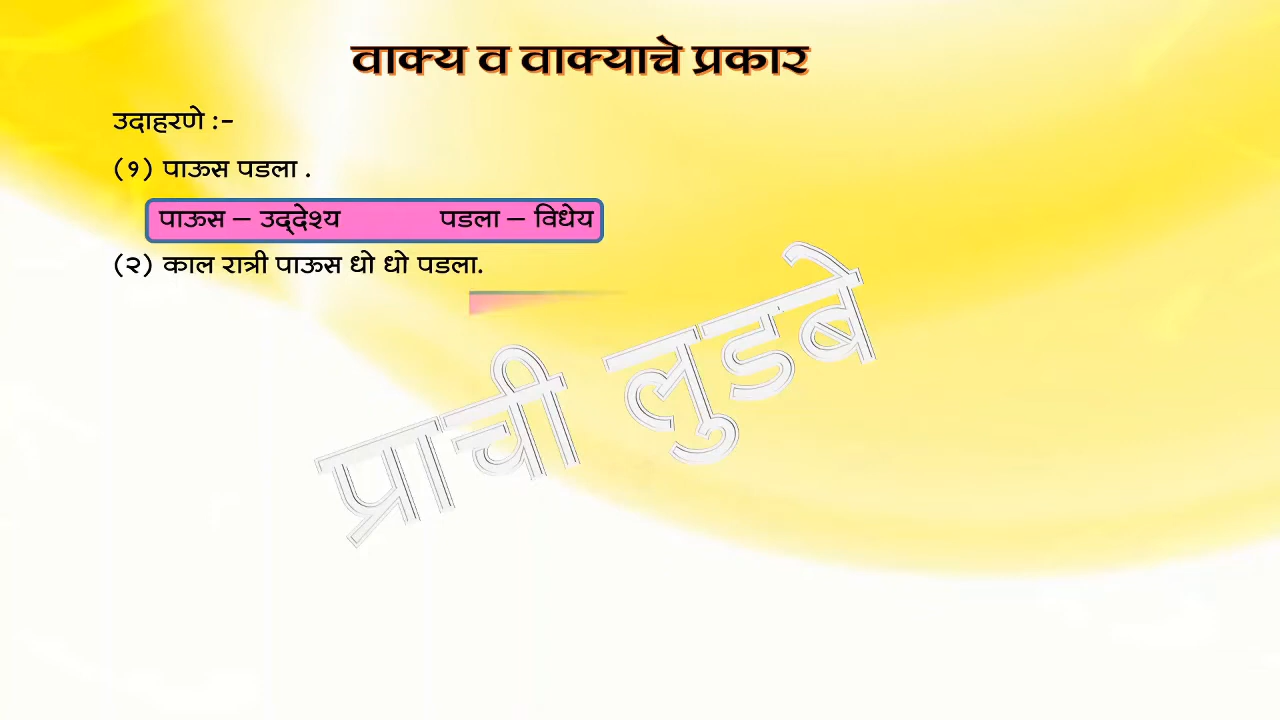 वाक्य व वाक्याचे प्रकार
उदाहरणे :-
(१) पाऊस पडला .
पाऊस – उद्‌देश्य पडला – विधेय
(२) काल रात्री पाऊस धो धो पडला.
प्राची लुडबे